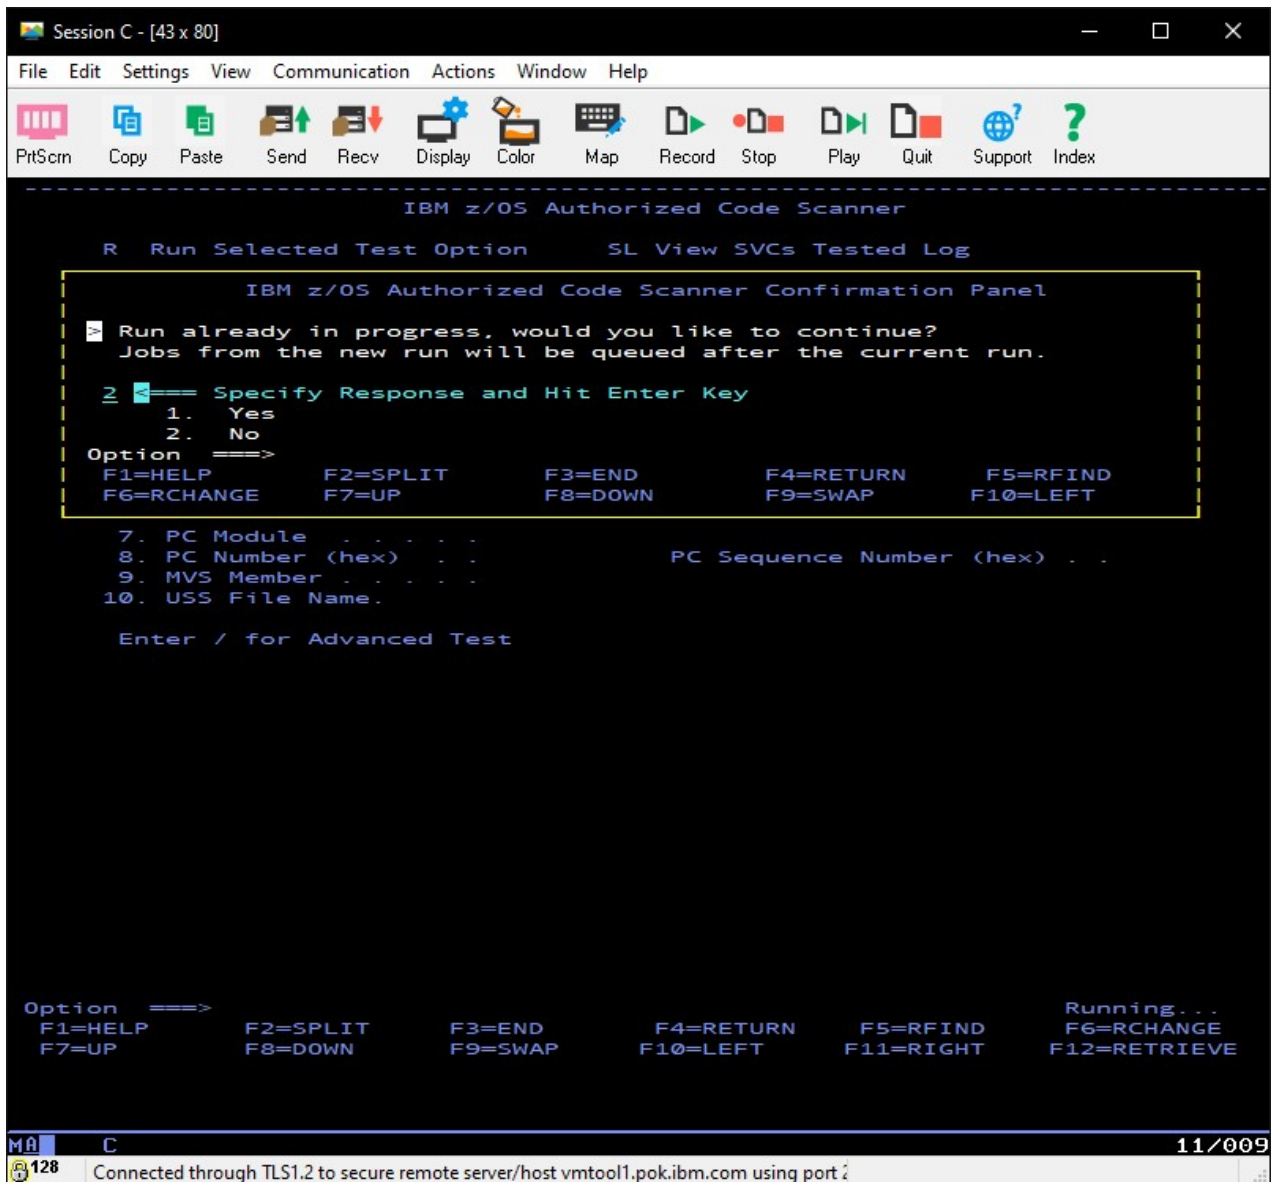 Session C - [43 x 80]
File Edit Settings View Communication Actions Window Help
PrtScrn Copy Paste Send Recv Display Color Map Record Stop Play Quit Support Index
IBM z/OS Authorized Code Scanner
R Run Selected Test Option SL View SVCs Tested Log
IBM z/OS Authorized Code Scanner Confirmation Panel
> Run already in progress, would you like to continue?
Jobs from the new run will be queued after the current run.
2 <=== Specify Response and Hit Enter Key
1. Yes
2. No
Option ===>
F1=HELP F2=SPLIT F3=END F4=RETURN F5=RFIND
F6=RCHANGE F7=UP F8=DOWN F9=SWAP F10=LEFT
7. PC Module . . . . .
8. PC Number (hex) . . PC Sequence Number (hex) . .
9. MVS Member . . . . .
10. USS File Name.
Enter / for Advanced Test
Option ===> Running...
F1=HELP F2=SPLIT F3=END F4=RETURN F5=RFIND F6=RCHANGE
F7=UP F8=DOWN F9=SWAP F10=LEFT F11=RIGHT F12=RETRIEVE
MA C 11/009
128 Connected through TLS1.2 to secure remote server/host vmtool1.pok.ibm.com using port